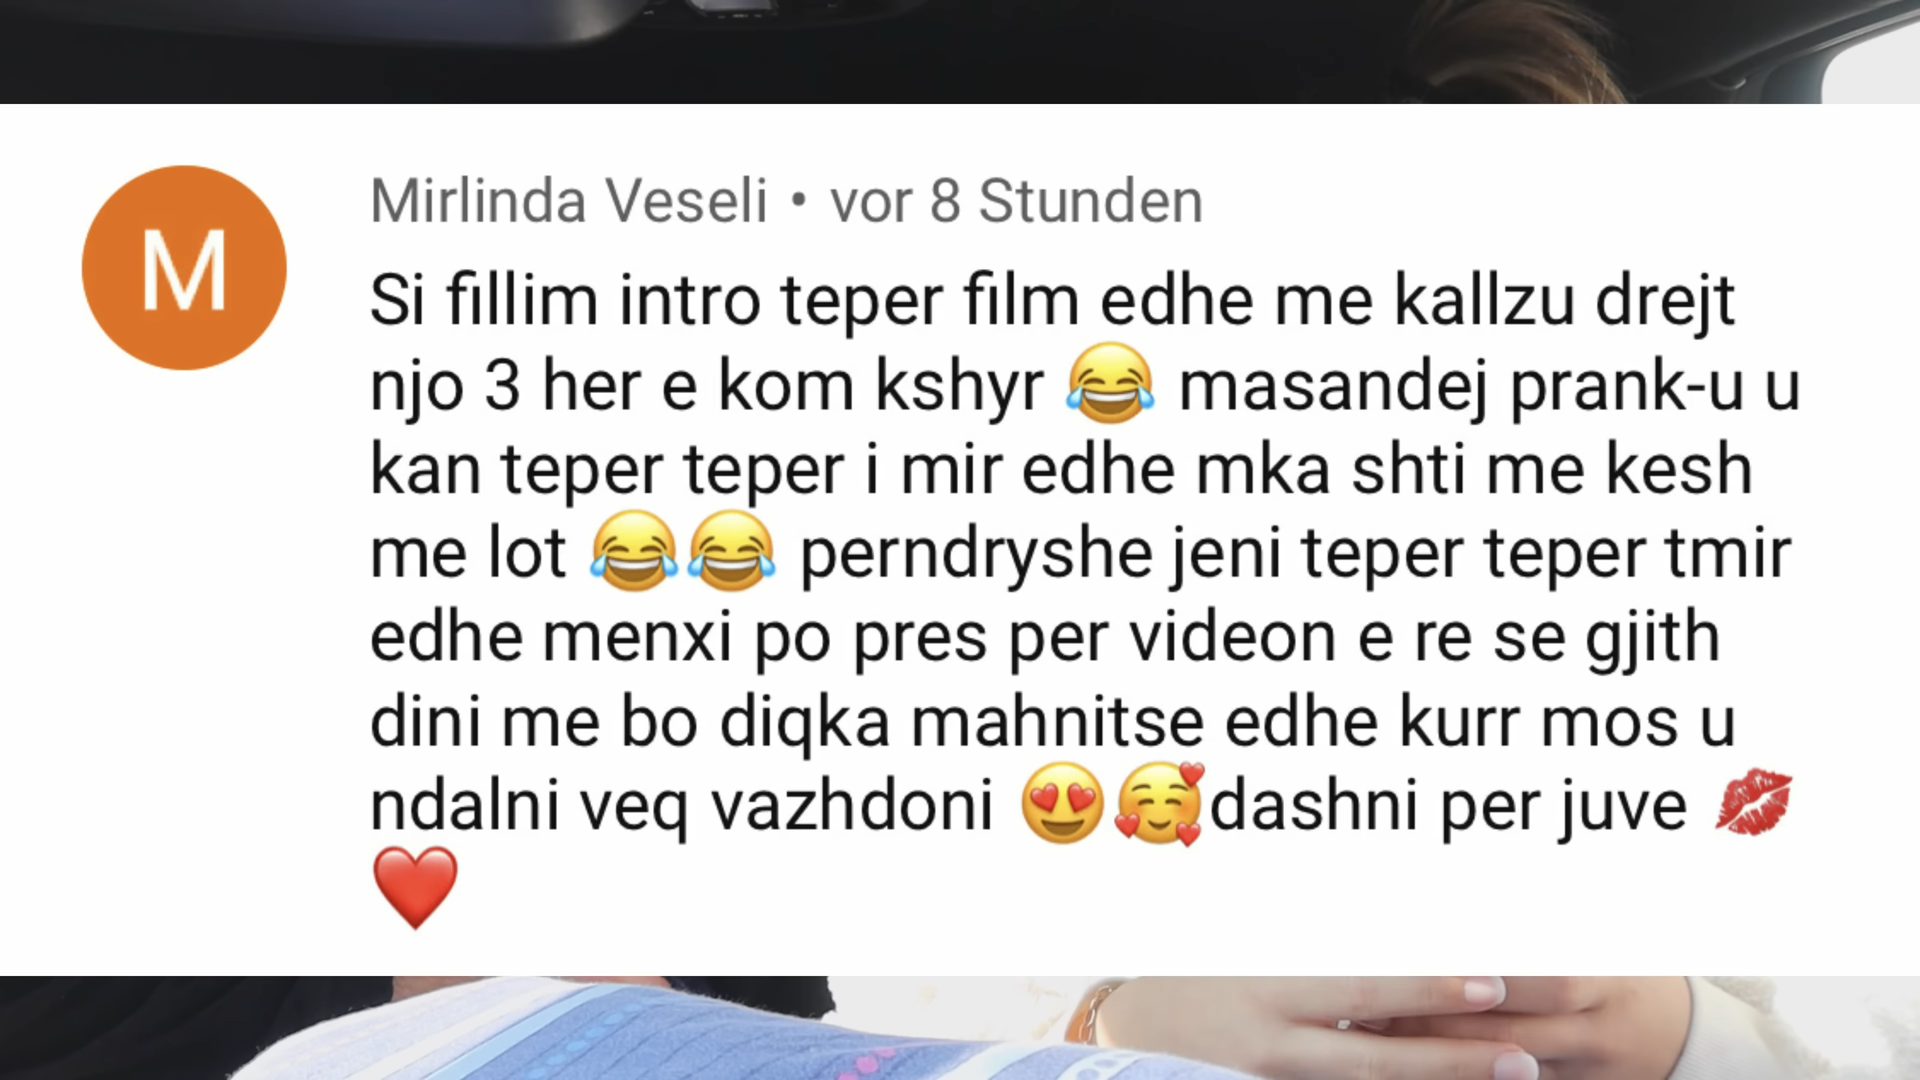 M
Mirlinda Veseli • vor 8 Stunden
Si fillim intro teper film edhe me kallzu drejt
njo 3 her e kom kshyr 😂 masandej prank-u u
kan teper teper i mir edhe mka shti me kesh
me lot 😂😂 perndryshe jeni teper teper tmir
edhe menxi po pres per videon e re se gjith
dini me bo diqka mahnitse edhe kurr mos u
ndalni veq vazhdoni 😍🥰dashni per juve 💋
❤️